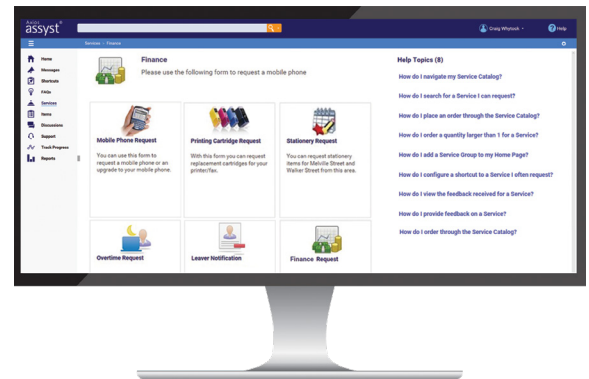 Axios
assyst®
Craig Whytock
Help
Services : Finance
Home
Messages
Shortcuts
FAQs
Services
Items
Discussions
Support
Track Progress
Reports
Finance
Please use the following form to request a mobile phone
Mobile Phone
Request
You can use this form to
request a mobile phone or an
upgrade to your mobile phone.
Printing Cartridge Request
With this form you can request
replacement cartridges for your
printer/fax.
Stationery Request
You can request stationery
items for Melville Street and
Walker Street from this area.
Overtime Request
Leaver Notification
Finance Request
Help Topics (8)
How do I navigate my Service Catalog?
How do I search for a Service I can request?
How do I place an order through the Service Catalog?
How do I order a quantity larger than 1 for a Service?
How do I add a Service Group to my Home Page?
How do I configure a shortcut to a Service I often request?
How do I view the feedback received for a Service?
How do I provide feedback on a Service?
How do I order through the Service Catalog?